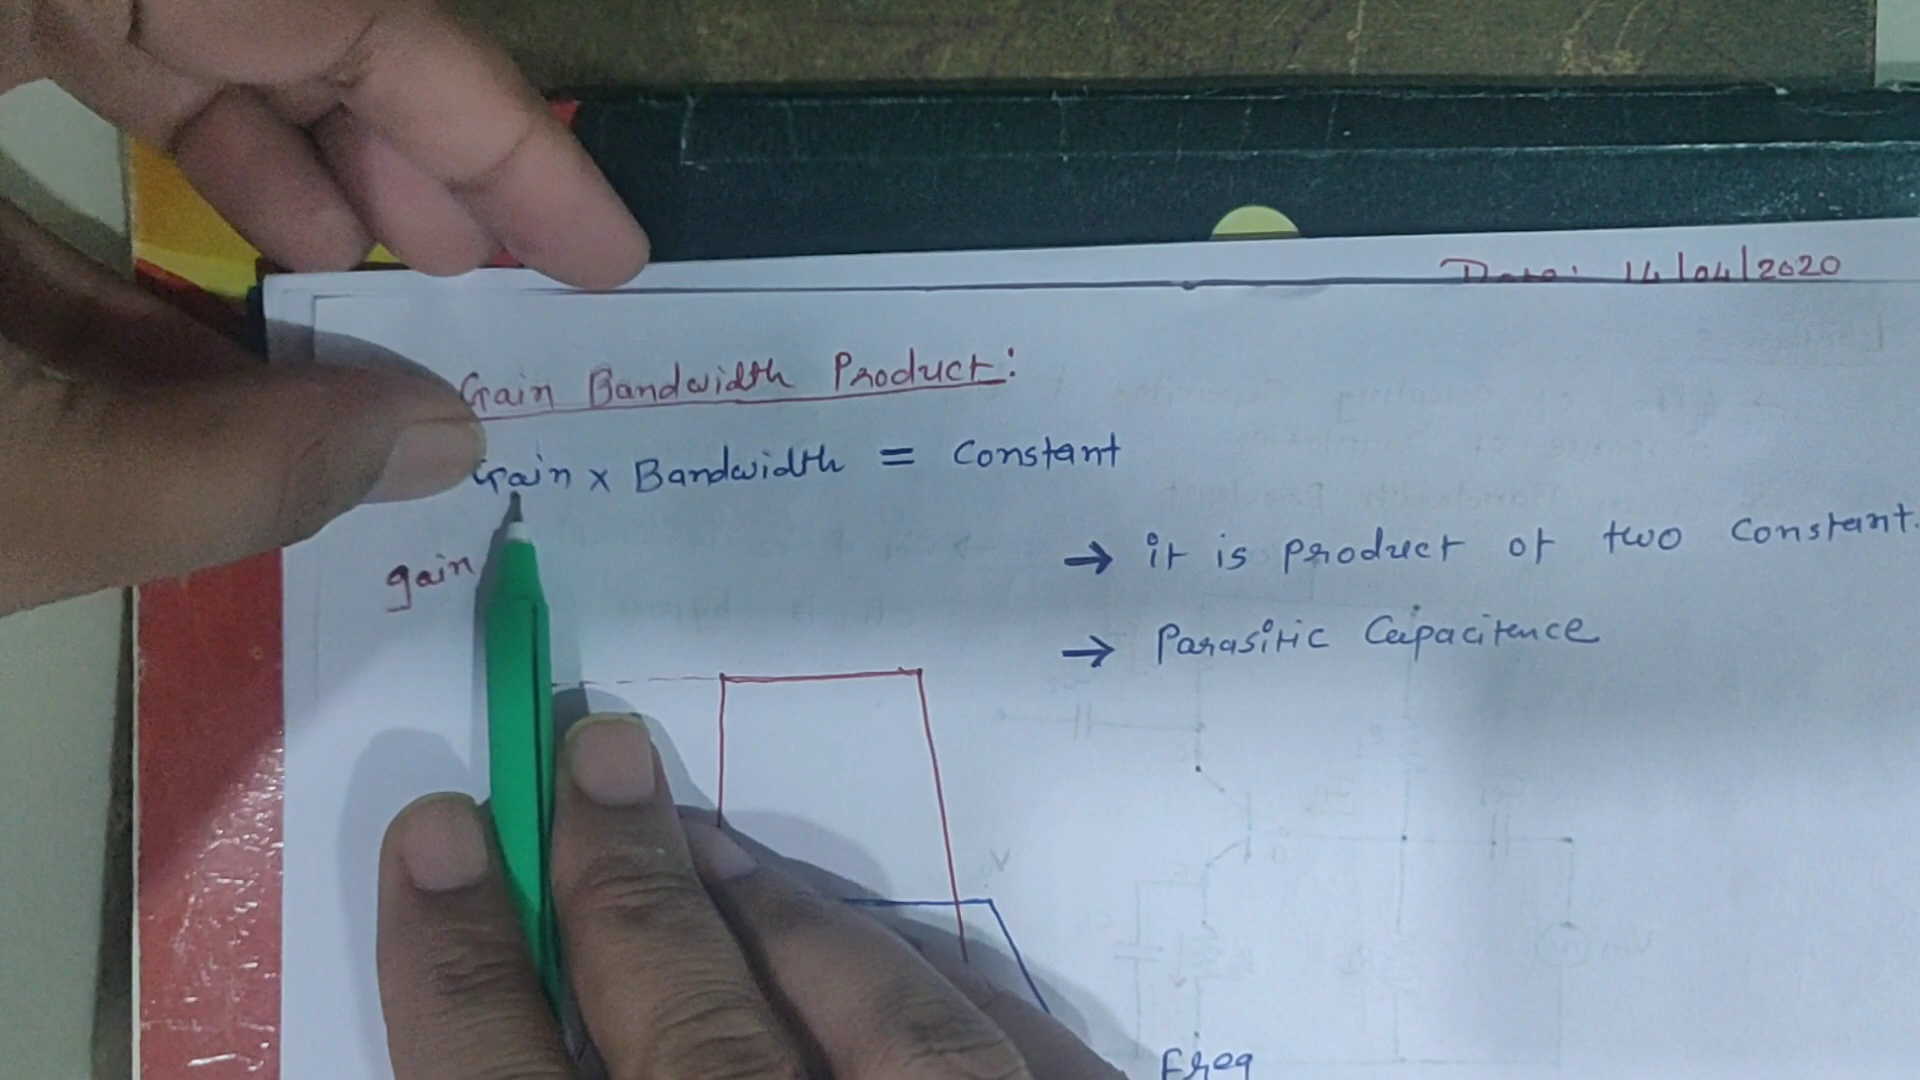 Date: 14/04/2020
Gain Bandwidth Product:
Gain x Bandwidth = Constant
→ it is product of two constant.
gain
→ Parasitic Capacitence
Freq